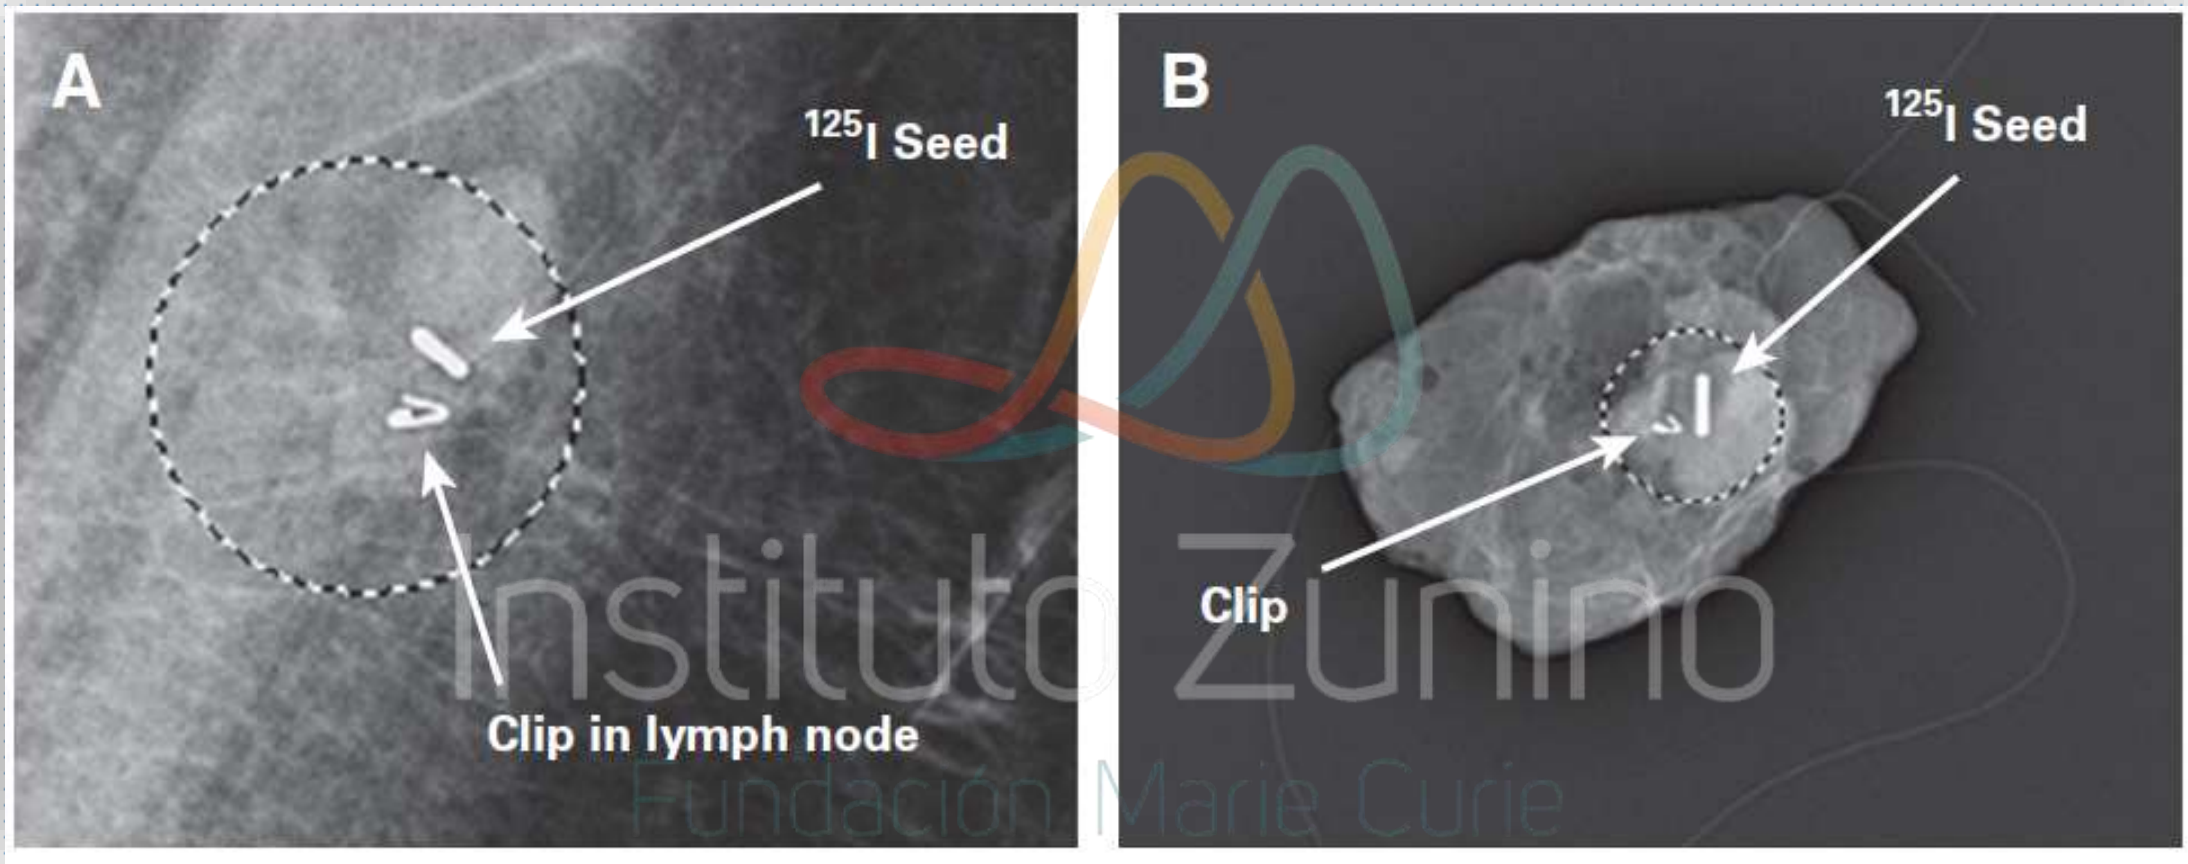 A
¹²⁵I Seed
Clip in lymph node
B
¹²⁵I Seed
Clip
Instituto Zunino
Fundación Marie Curie